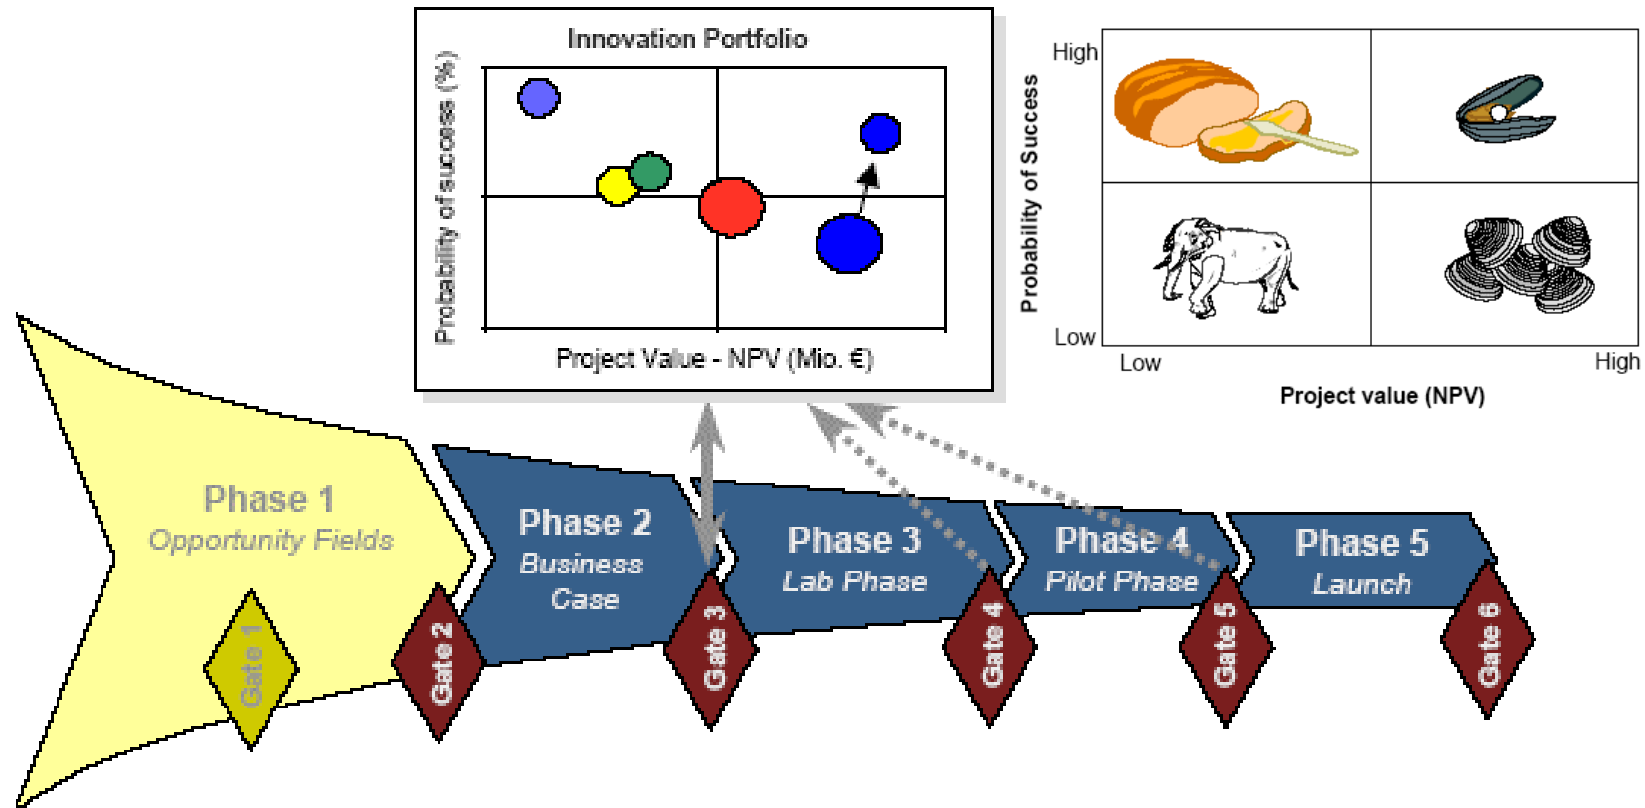 Innovation Portfolio
Probability of success (%)
Project Value - NPV (Mio. €)
High
Probability of Success
Low
Low
High
Project value (NPV)
Phase 1
Opportunity Fields
Phase 2
Business
Case
Phase 3
Lab Phase
Phase 4
Pilot Phase
Phase 5
Launch
Gate 1
Gate 2
Gate 3
Gate 4
Gate 5
Gate 6